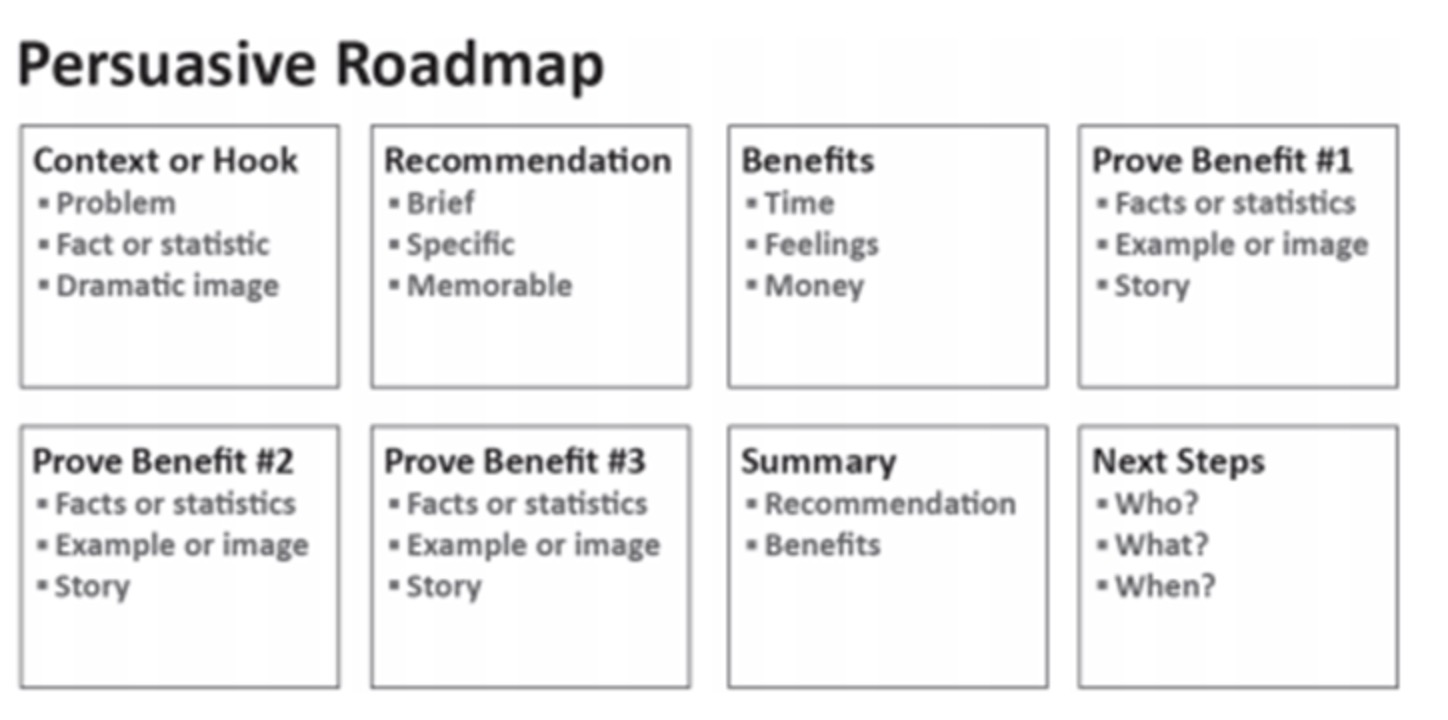 Persuasive Roadmap
Context or Hook
▪ Problem
▪ Fact or statistic
▪ Dramatic image
Recommendation
▪ Brief
▪ Specific
▪ Memorable
Benefits
▪ Time
▪ Feelings
▪ Money
Prove Benefit #1
▪ Facts or statistics
▪ Example or image
▪ Story
Prove Benefit #2
▪ Facts or statistics
▪ Example or image
▪ Story
Prove Benefit #3
▪ Facts or statistics
▪ Example or image
▪ Story
Summary
▪ Recommendation
▪ Benefits
Next Steps
▪ Who?
▪ What?
▪ When?